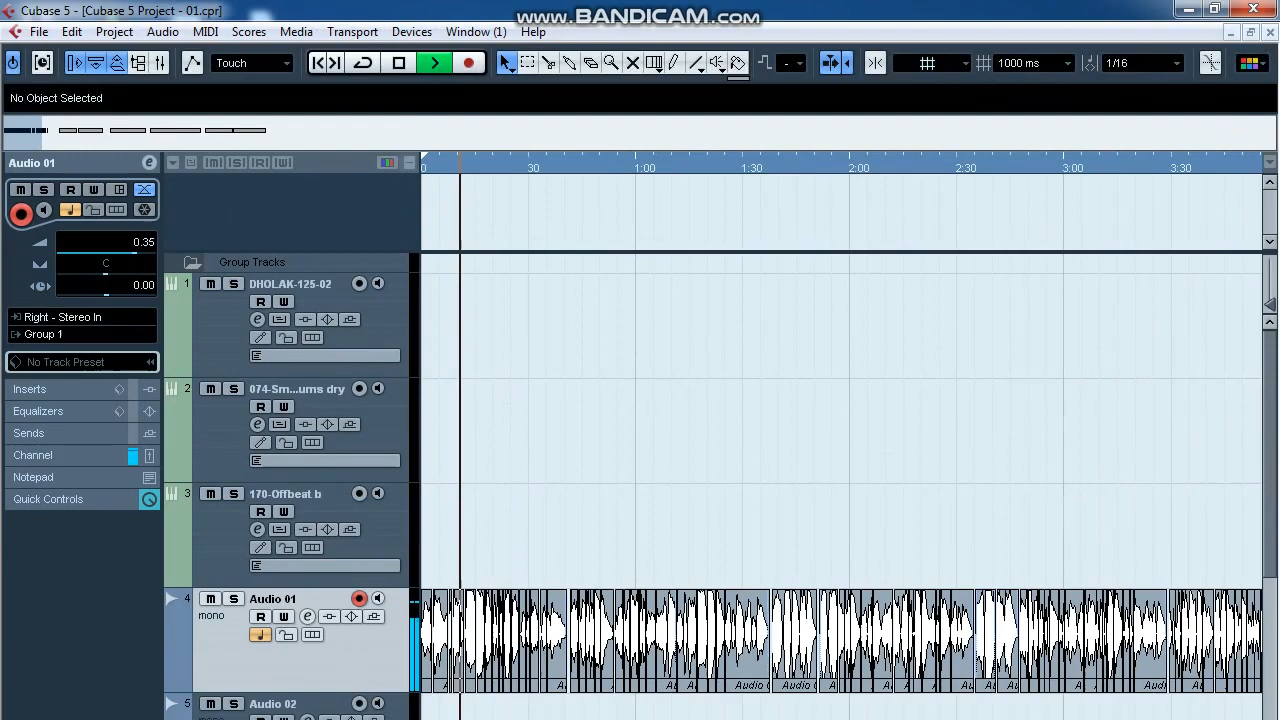 Cubase 5 - [Cubase 5 Project - 01.cpr]
www.BANDICAM.com
File Edit Project Audio MIDI Scores Media Transport Devices Window (1) Help
Touch
-
1000 ms
1/16
No Object Selected
Audio 01
e
M S R W
0.35
C
0.00
Right - Stereo In
Group 1
No Track Preset
Inserts
Equalizers
Sends
Channel
Notepad
Quick Controls
[M] [S] [R] [W]
0 30 1:00 1:30 2:00 2:30 3:00 3:30
Group Tracks
1 M S DHOLAK-125-02
R W
e
2 M S 074-Sm...ums dry
R W
e
3 M S 170-Offbeat b
R W
e
4 M S Audio 01
mono R W e
5 M S Audio 02
mono